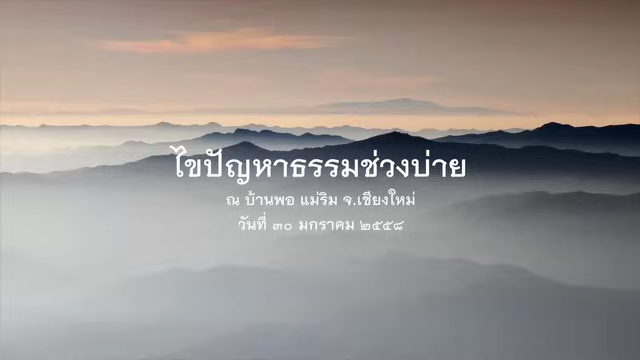 ไขปัญหาธรรมช่วงบ่าย
ณ บ้านพอ แม่ริม จ.เชียงใหม่
วันที่ ๓๐ มกราคม ๒๕๕๘